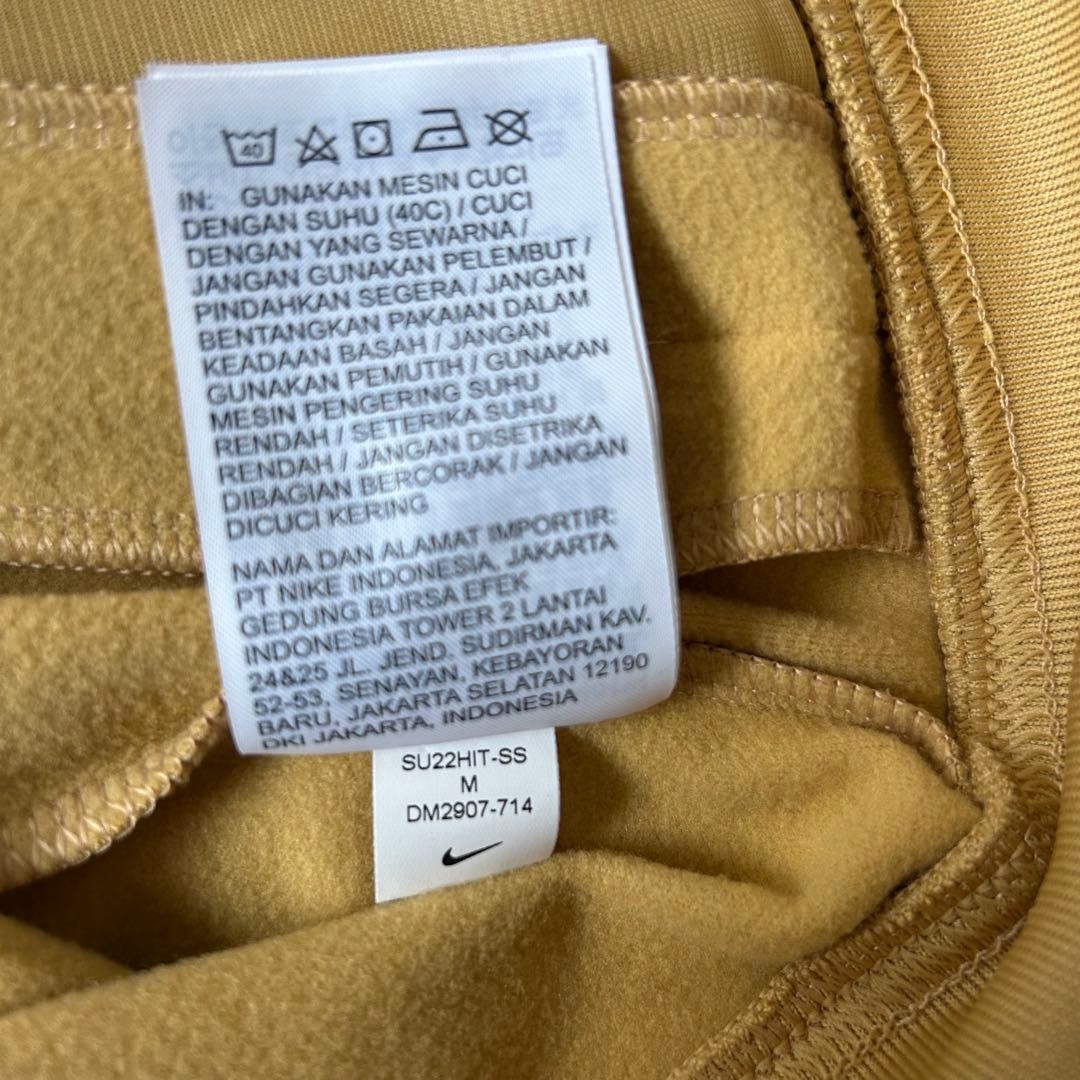 40
IN: GUNAKAN MESIN CUCI
DENGAN SUHU (40C) / CUCI
DENGAN YANG SEWARNA /
JANGAN GUNAKAN PELEMBUT /
PINDAHKAN SEGERA / JANGAN
BENTANGKAN PAKAIAN DALAM
KEADAAN BASAH / JANGAN
GUNAKAN PEMUTIH / GUNAKAN
MESIN PENGERING SUHU
RENDAH / SETERIKA SUHU
RENDAH / JANGAN DISETRIKA
DIBAGIAN BERCORAK / JANGAN
DICUCI KERING
NAMA DAN ALAMAT IMPORTIR:
PT NIKE INDONESIA, JAKARTA
GEDUNG BURSA EFEK
INDONESIA TOWER 2 LANTAI
24&25 JL. JEND. SUDIRMAN KAV.
52-53, SENAYAN, KEBAYORAN
BARU, JAKARTA SELATAN 12190
DKI JAKARTA, INDONESIA
SU22HIT-SS
M
DM2907-714